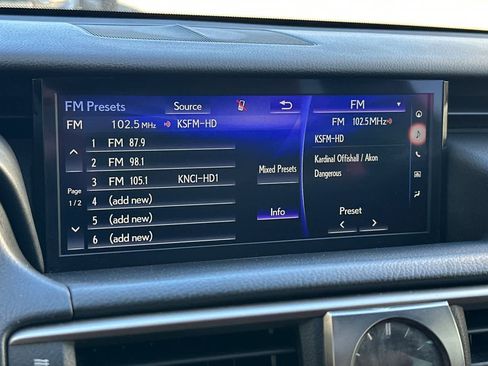 FM Presets Source
FM 102.5 MHz KSFM-HD
1 FM 87.9
2 FM 98.1
3 FM 105.1 KNCI-HD1
4 (add new)
5 (add new)
6 (add new)
Page
1/2
Mixed Presets
Info
FM
FM 102.5 MHz
KSFM-HD
Kardinal Offishall / Akon
Dangerous
Preset